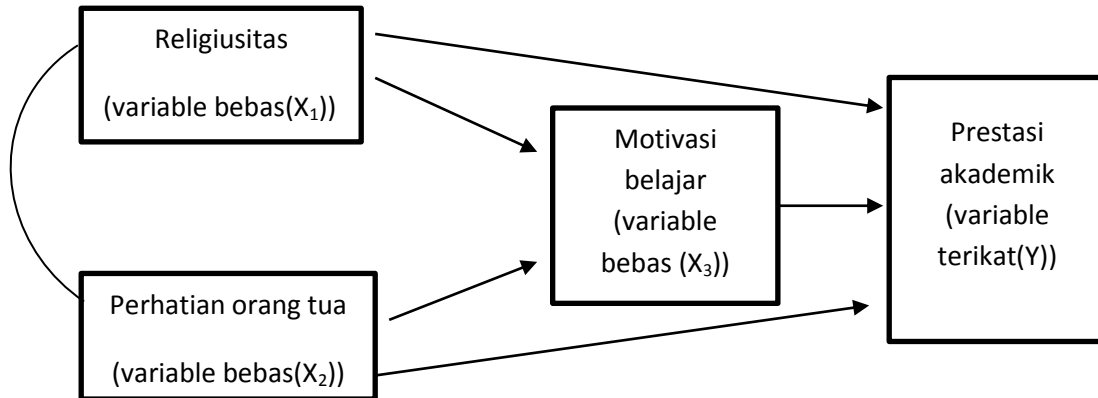 Religiusitas
(variable bebas(X₁))
Motivasi
belajar
(variable
bebas (X₃))
Prestasi
akademik
(variable
terikat(Y))
Perhatian orang tua
(variable bebas(X₂))